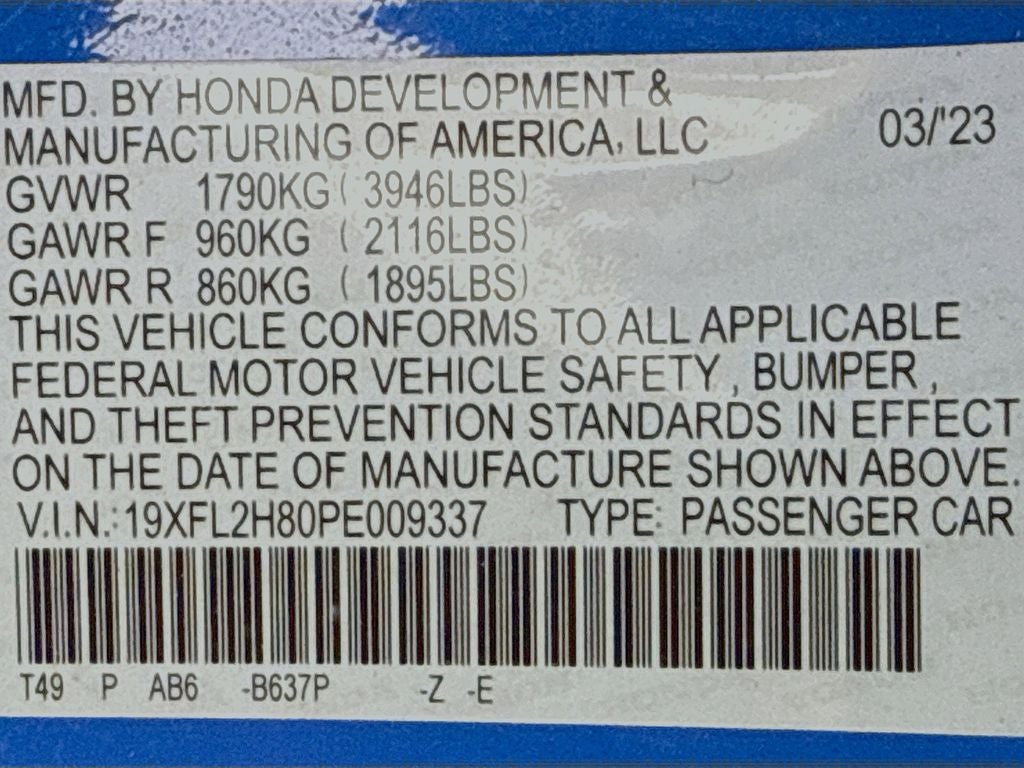 MFD. BY HONDA DEVELOPMENT &
MANUFACTURING OF AMERICA, LLC 03/'23
GVWR 1790KG ( 3946LBS)
GAWR F 960KG ( 2116LBS)
GAWR R 860KG ( 1895LBS)
THIS VEHICLE CONFORMS TO ALL APPLICABLE
FEDERAL MOTOR VEHICLE SAFETY , BUMPER ,
AND THEFT PREVENTION STANDARDS IN EFFECT
ON THE DATE OF MANUFACTURE SHOWN ABOVE.
V.I.N.: 19XFL2H80PE009337 TYPE: PASSENGER CAR
T49 P AB6 -B637P -Z -E